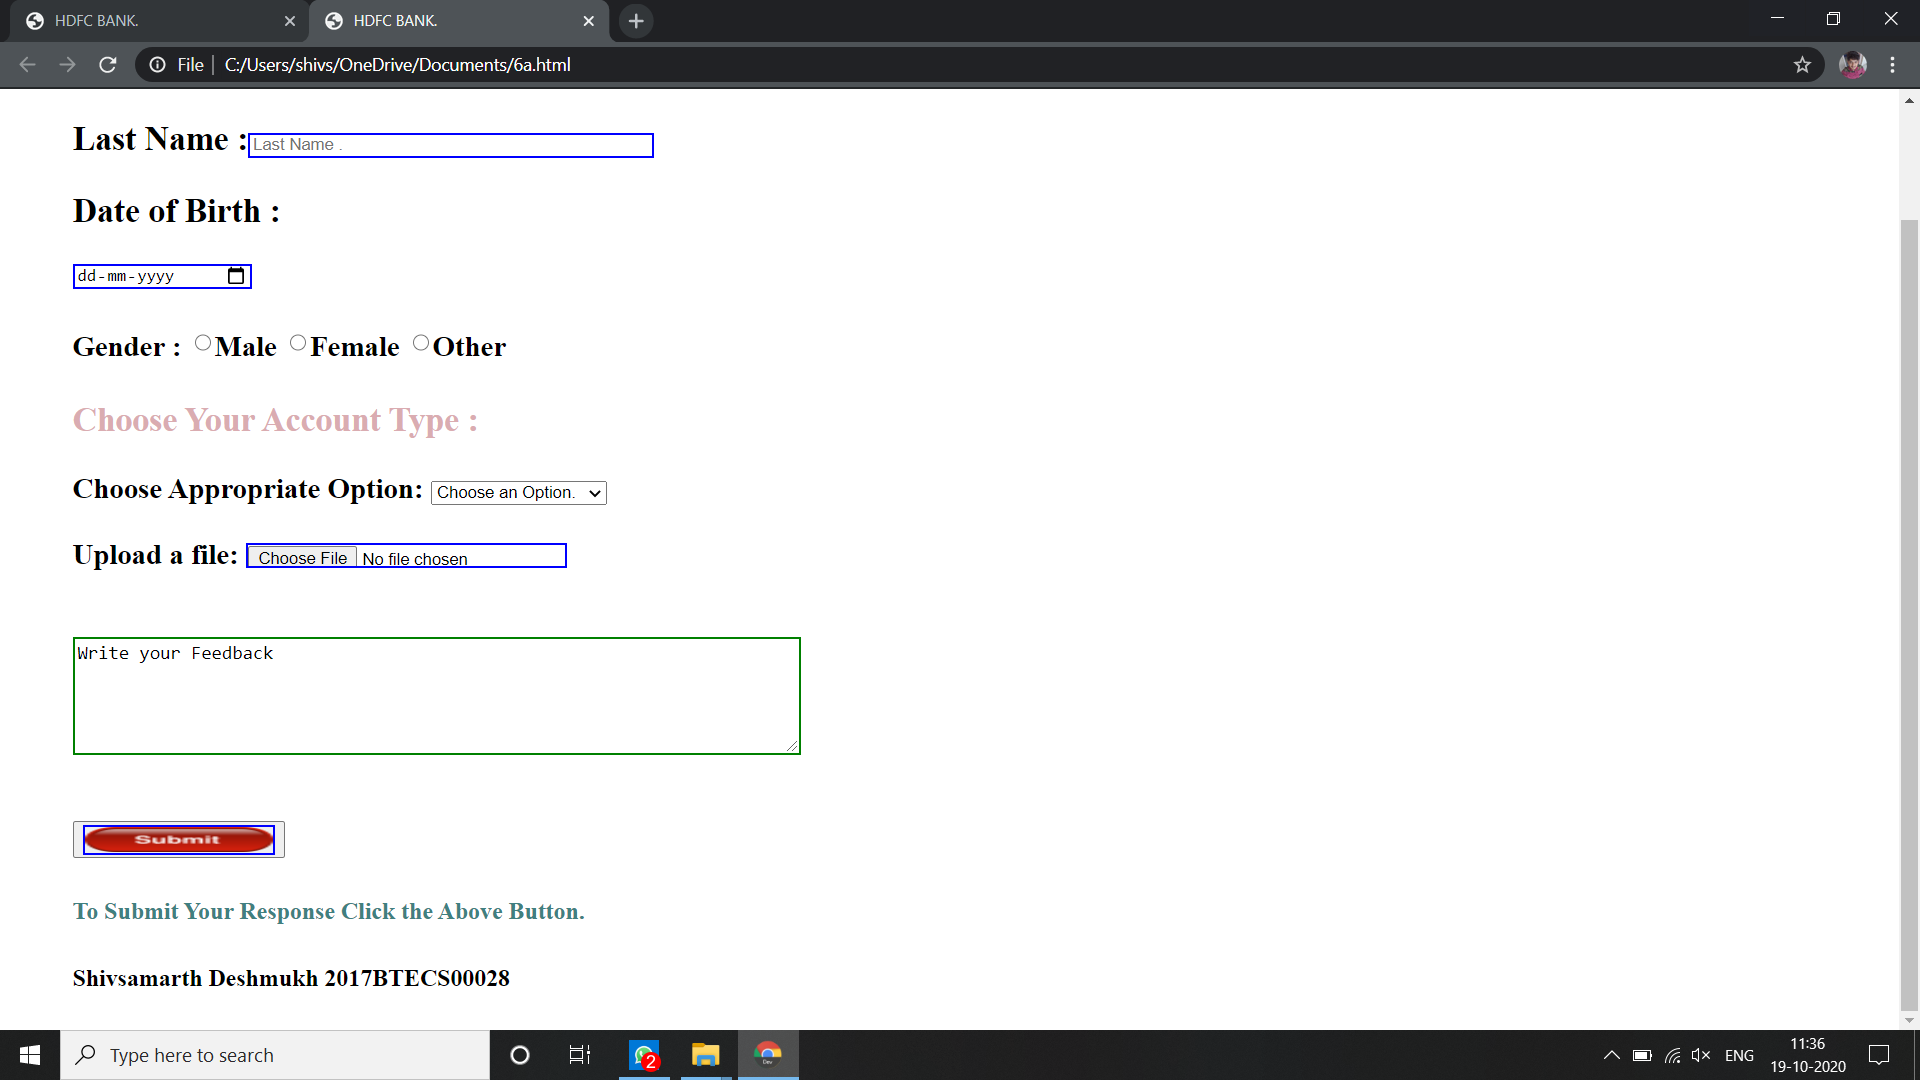 HDFC BANK.
HDFC BANK.
File C:/Users/shivs/OneDrive/Documents/6a.html
Last Name : Last Name .
Date of Birth :
dd-mm-yyyy
Gender : Male Female Other
Choose Your Account Type :
Choose Appropriate Option: Choose an Option.
Upload a file: Choose File No file chosen
Write your Feedback
Submit
To Submit Your Response Click the Above Button.
Shivsamarth Deshmukh 2017BTECS00028
Type here to search
2
Dev
ENG
11:36
19-10-2020